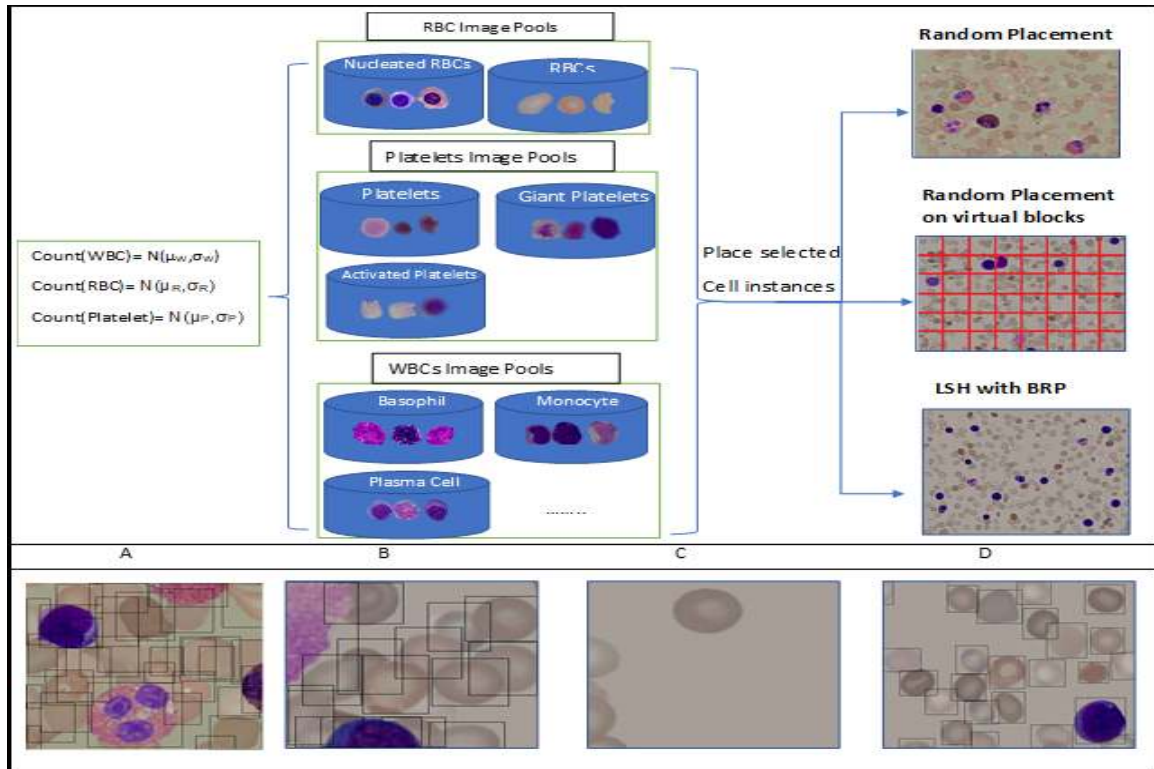 RBC Image Pools
Nucleated RBCs
RBCs
Platelets Image Pools
Platelets
Giant Platelets
Activated Platelets
WBCs Image Pools
Basophil
Monocyte
Plasma Cell
........
Count(WBC)= N(μw,σw)
Count(RBC)= N(μR,σR)
Count(Platelet)= N(μP,σP)
Place selected
Cell instances
Random Placement
Random Placement
on virtual blocks
LSH with BRP
A
B
C
D